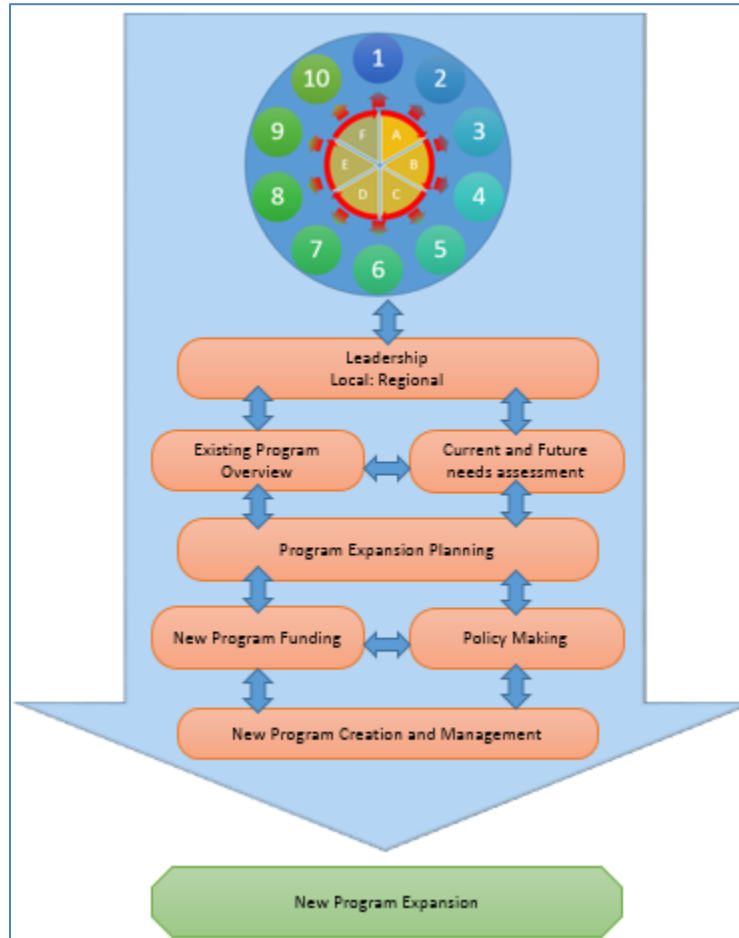 1
2
3
4
5
6
7
8
9
10
A
B
C
D
E
F
Leadership
Local: Regional
Existing Program
Overview
Current and Future
needs assessment
Program Expansion Planning
New Program Funding
Policy Making
New Program Creation and Management
New Program Expansion